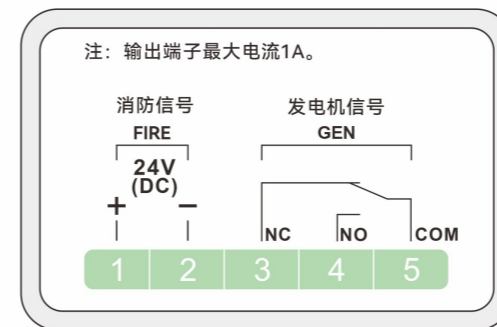 注：输出端子最大电流1A。
消防信号 发电机信号
FIRE GEN
24V
(DC)
+ −
NC NO COM
1 2 3 4 5